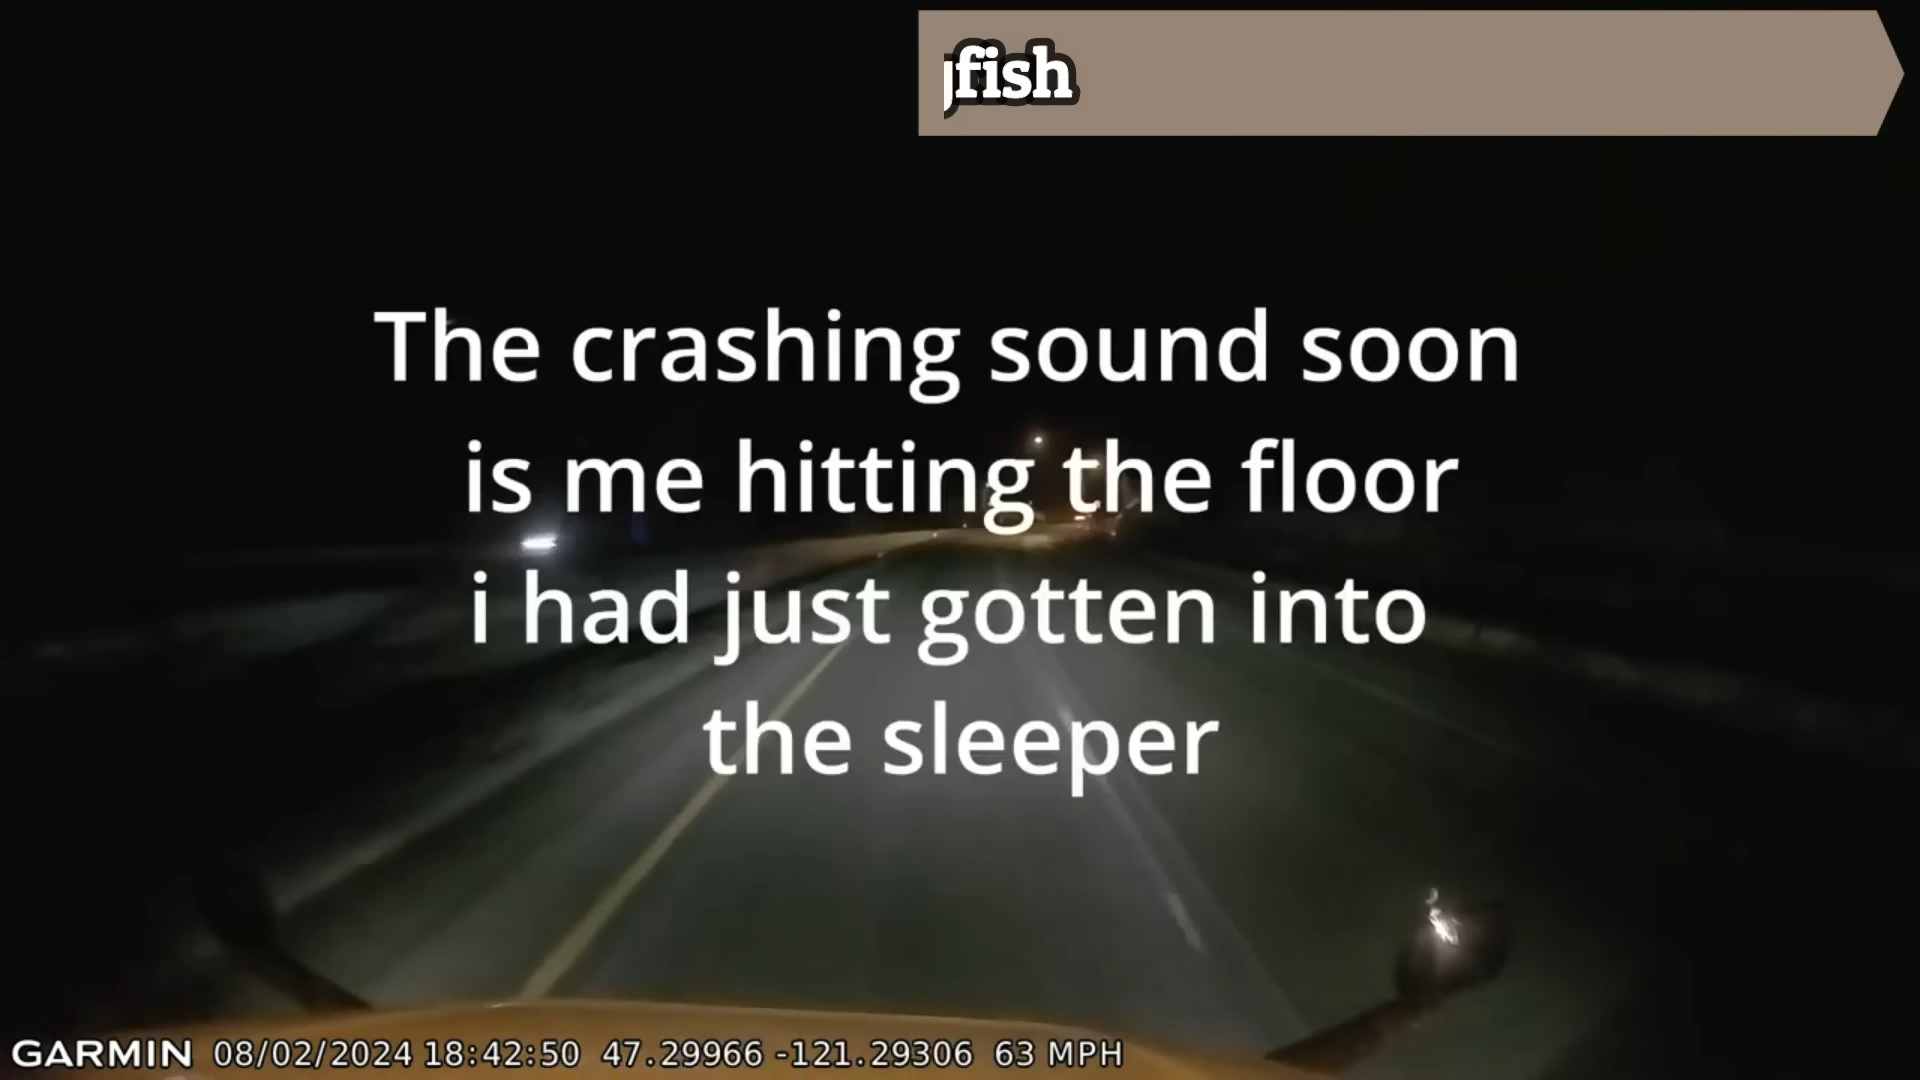 jfish
The crashing sound soon
is me hitting the floor
i had just gotten into
the sleeper
GARMIN 08/02/2024 18:42:50 47.29966 -121.29306 63 MPH